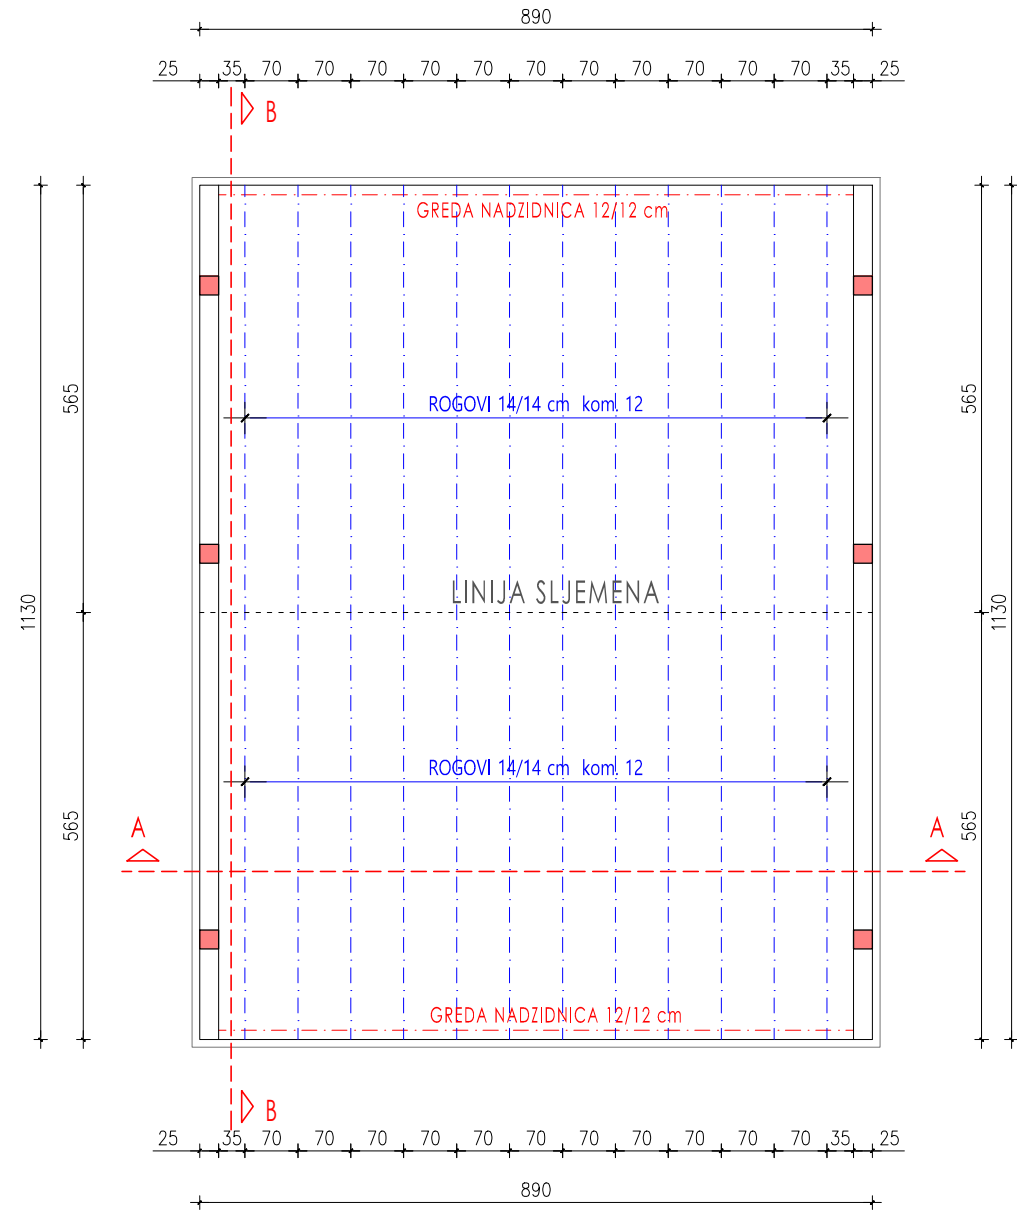 890
25 35 70 70 70 70 70 70 70 70 70 70 70 35 25
B
GREDA NADZIDNICA 12/12 cm
565 565
ROGOVI 14/14 cm kom. 12
LINIJA SLJEMENA
1130 1130
ROGOVI 14/14 cm kom. 12
565 565
A A
GREDA NADZIDNICA 12/12 cm
B
25 35 70 70 70 70 70 70 70 70 70 70 70 35 25
890